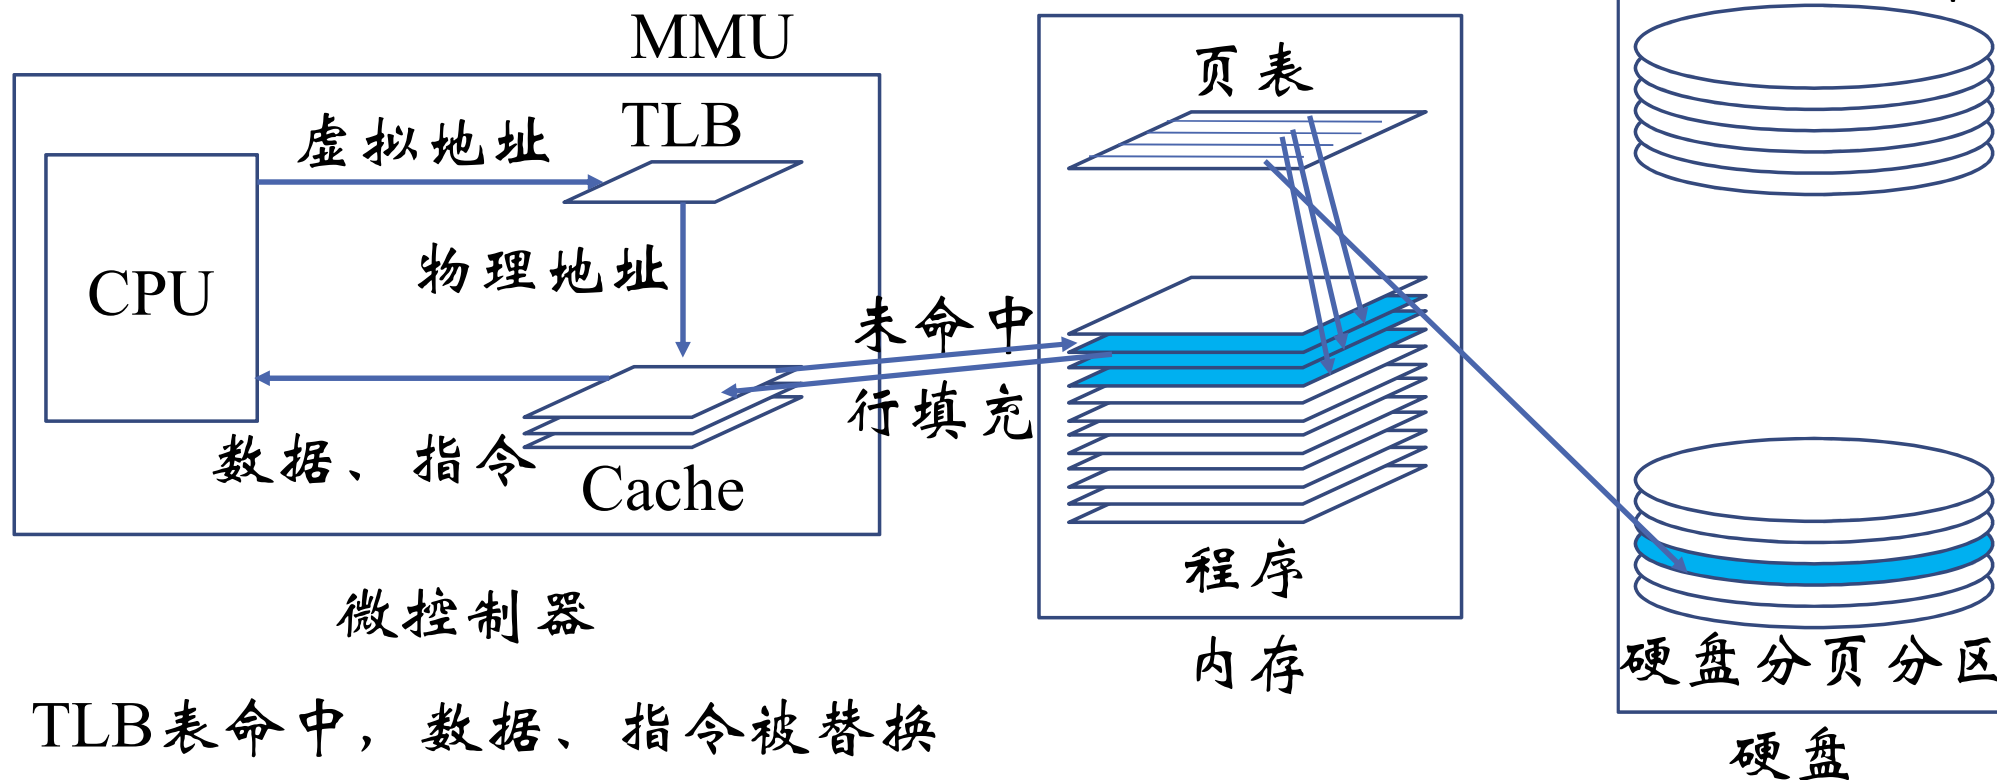 MMU
页表
TLB
虚拟地址
CPU
物理地址
未命中
行填充
数据、指令
Cache
程序
微控制器
内存
硬盘分页分区
TLB表命中，数据、指令被替换
硬盘